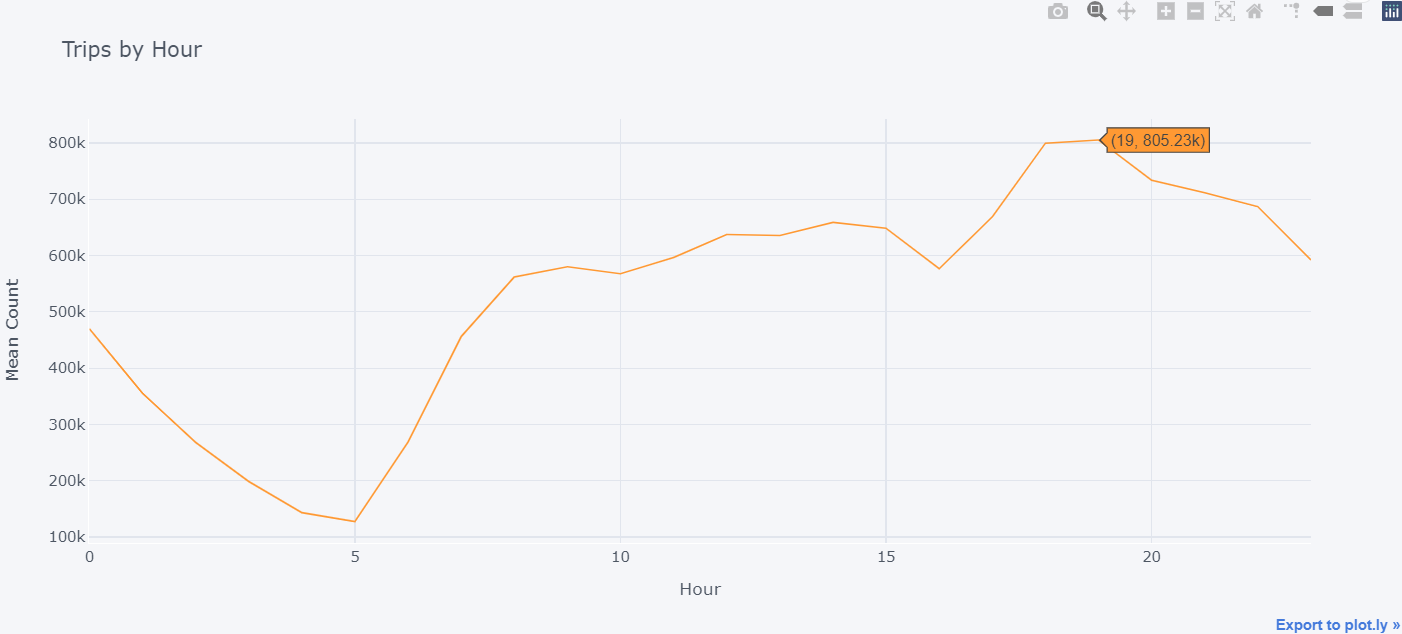 Trips by Hour
800k
(19, 805.23k)
700k
600k
500k
400k
300k
200k
100k
Mean Count
0 5 10 15 20
Hour
Export to plot.ly »